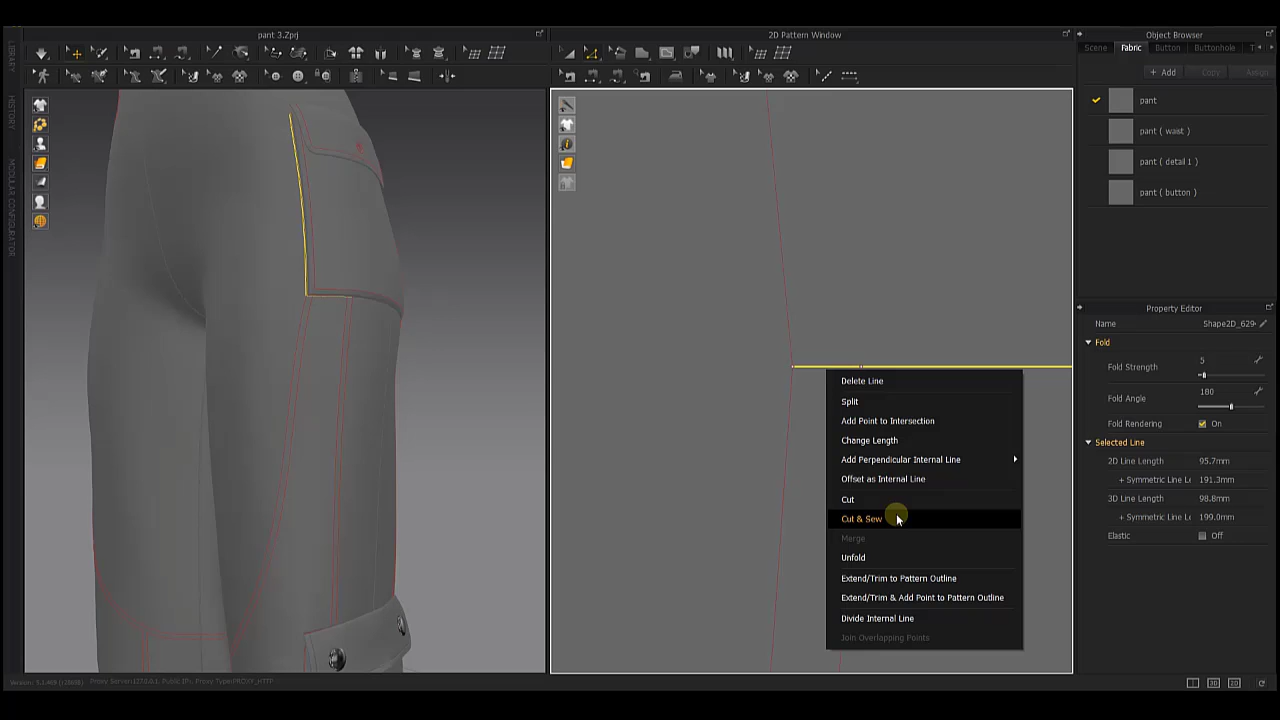 pant 3.Zprj
2D Pattern Window
Object Browser
LIBRARY
HISTORY
MODULAR CONFIGURATOR
Scene
Fabric
Button
Buttonhole
+ Add
Copy
Assign
pant
pant ( waist )
pant ( detail 1 )
pant ( button )
Property Editor
Name
Shape2D_629
Fold
Fold Strength
5
Fold Angle
180
Fold Rendering
On
Selected Line
2D Line Length
95.7mm
+ Symmetric Line L
191.3mm
3D Line Length
98.8mm
+ Symmetric Line L
199.0mm
Elastic
Off
Delete Line
Split
Add Point to Intersection
Change Length
Add Perpendicular Internal Line
Offset as Internal Line
Cut
Cut & Sew
Merge
Unfold
Extend/Trim to Pattern Outline
Extend/Trim & Add Point to Pattern Outline
Divide Internal Line
Join Overlapping Points